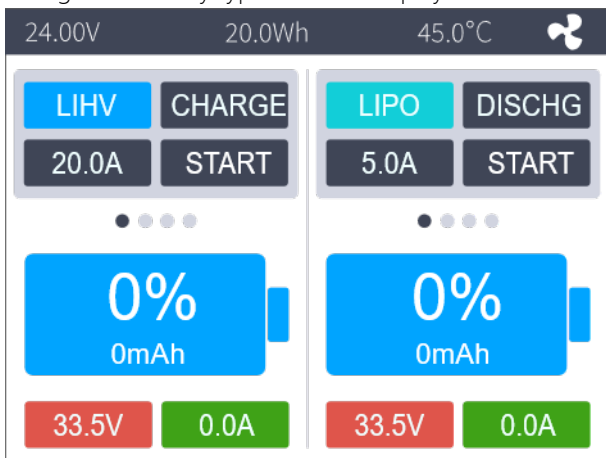 24.00V 20.0Wh 45.0°C
LIHV CHARGE LIPO DISCHG
20.0A START 5.0A START
0% 0%
0mAh 0mAh
33.5V 0.0A 33.5V 0.0A